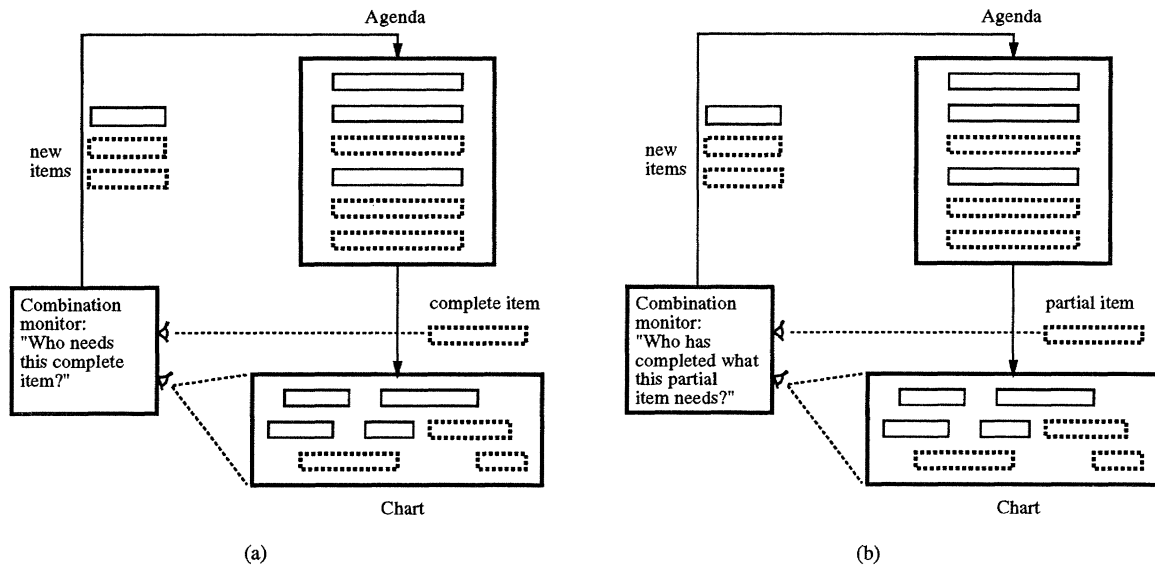 Agenda
new
items
complete item
Combination
monitor:
"Who needs
this complete
item?"
Chart
(a)
Agenda
new
items
partial item
Combination
monitor:
"Who has
completed what
this partial
item needs?"
Chart
(b)